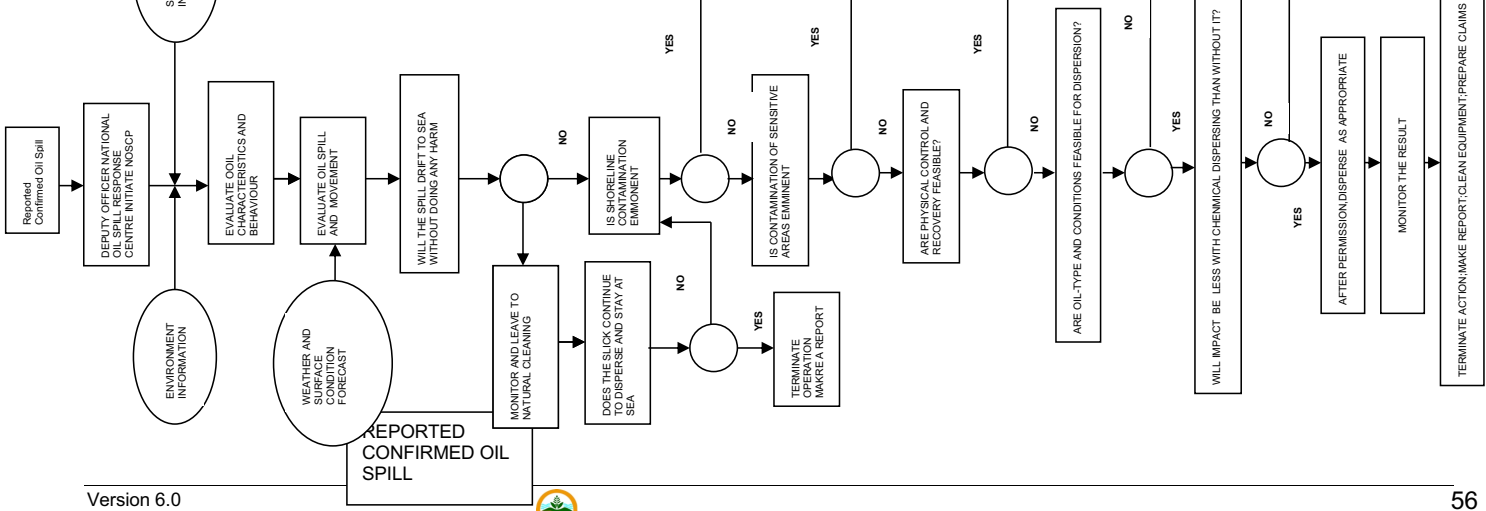 S
IN
Reported
Confirmed Oil Spill
DEPUTY OFFICER NATIONAL
OIL SPILL RESPONSE
CENTRE INITIATE NOSCP
ENVIRONMENT
INFORMATION
EVALUATE OOIL
CHARACTERISTICS AND
BEHAVIOUR
WEATHER AND
SURFACE
CONDITION
FORECAST
EVALUATE OIL SPILL
AND MOVEMENT
WILL THE SPILL DRIFT TO SEA
WITHOUT DOING ANY HARM
NO
MONITOR AND LEAVE TO
NATURAL CLEANING
DOES THE SLICK CONTINUE
TO DISPERSE AND STAY AT
SEA
NO
YES
TERMINATE
OPERATION
MAKRE A REPORT
IS SHORELINE
CONTAMINATION
EMMONENT
YES
NO
IS CONTAMINATION OF SENSITIVE
AREAS EMMINENT
YES
NO
ARE PHYSICAL CONTROL AND
RECOVERY FEASIBLE?
YES
NO
ARE OIL-TYPE AND CONDITIONS FEASIBLE FOR DISPERSION?
NO
YES
WILL IMPACT BE LESS WITH CHENMICAL DISPERSING THAN WITHOUT IT?
NO
YES
AFTER PERMISSION,DISPERSE AS APPROPRIATE
MONITOR THE RESULT
TERMINATE ACTION:MAKE REPORT;CLEAN EQUIPMENT;PREPARE CLAIMS
REPORTED
CONFIRMED OIL
SPILL
Version 6.0
56